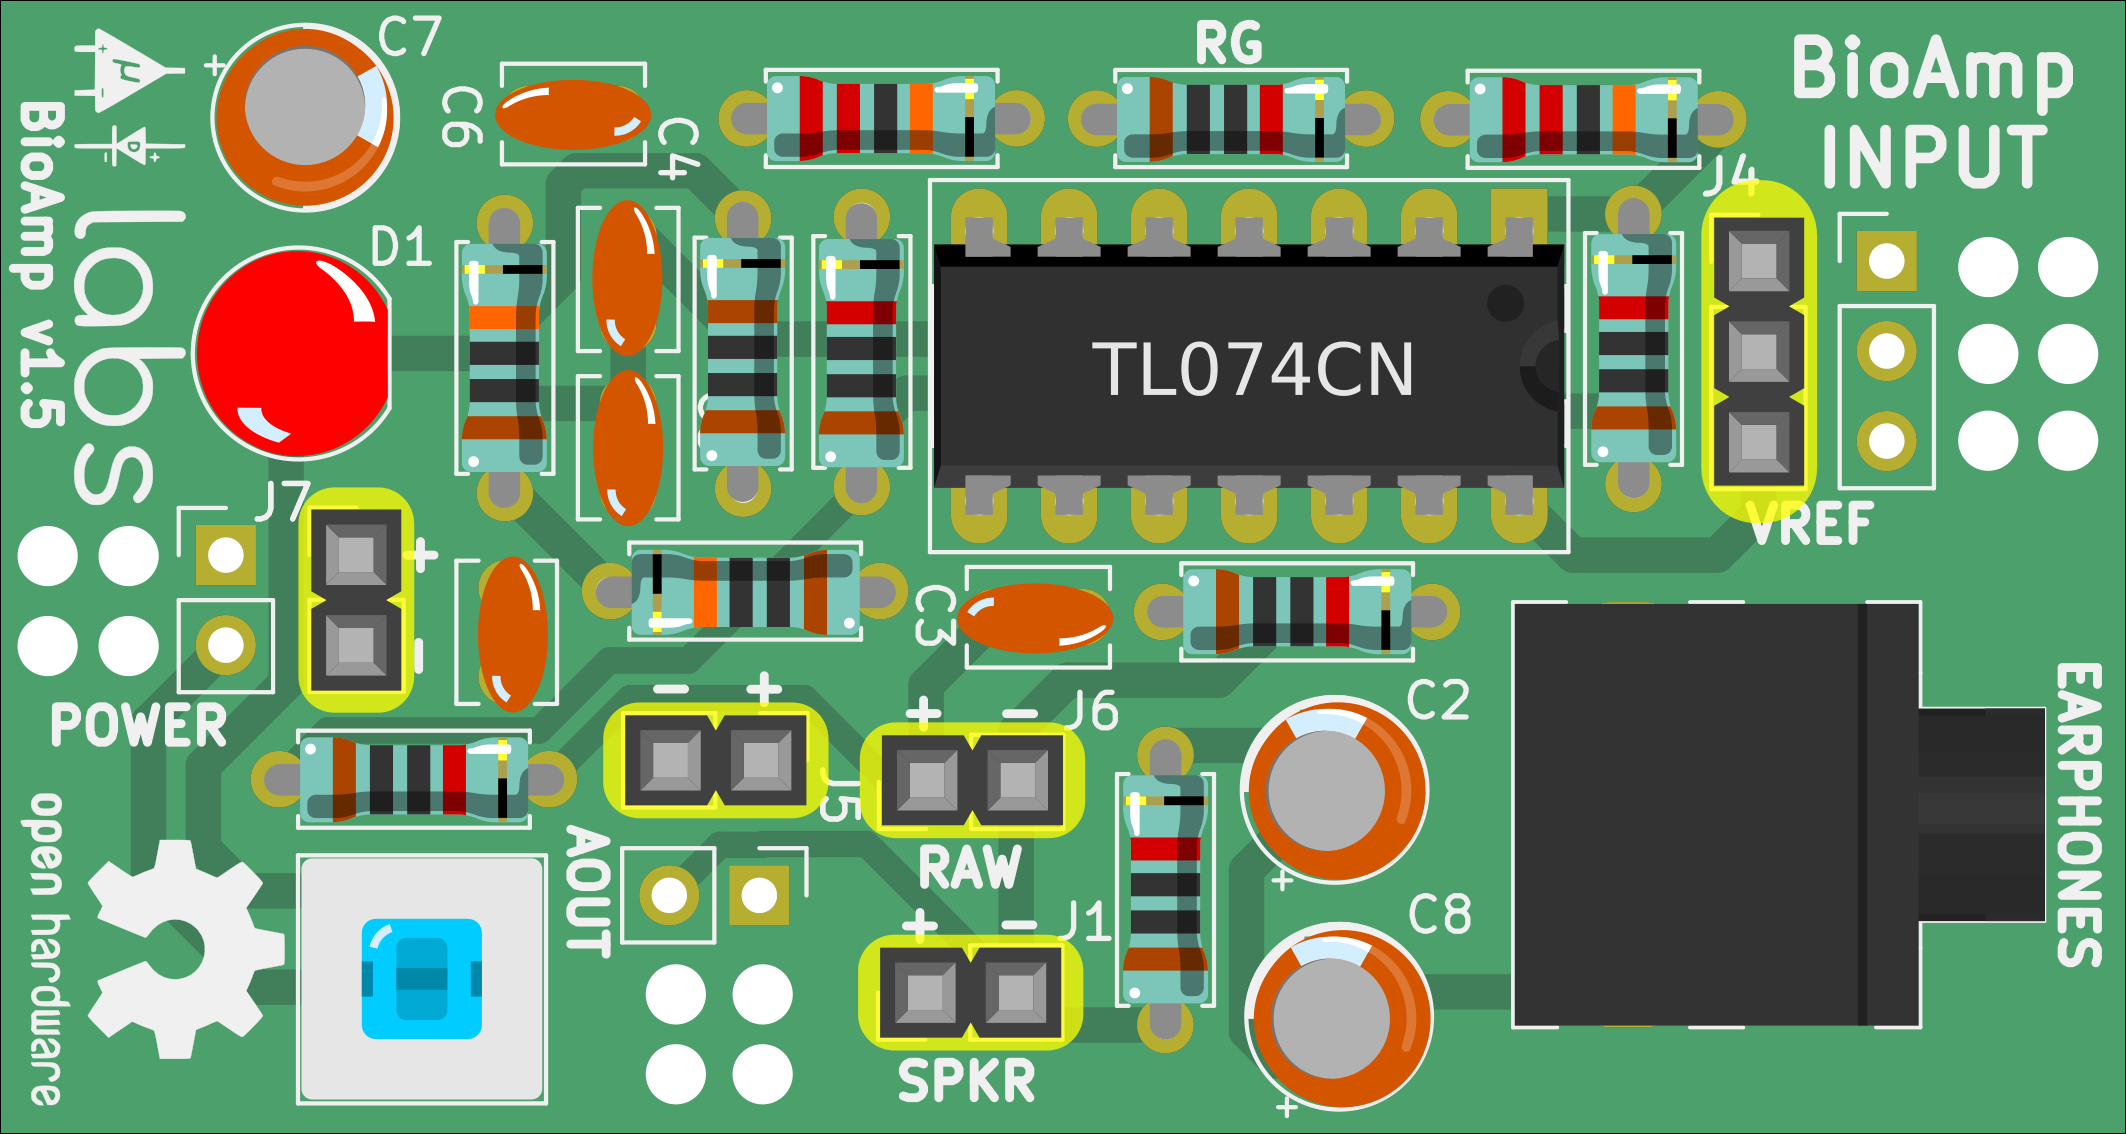 C7
RG
BioAmp
INPUT
μ
D
labs
BioAmp v1.5
C6
C4
D1
J4
TL074CN
VREF
J7
+
-
POWER
C3
- +
+ -
J6
J5
C2
RAW
AOUT
+ -
J1
C8
SPKR
EARPHONES
open hardware